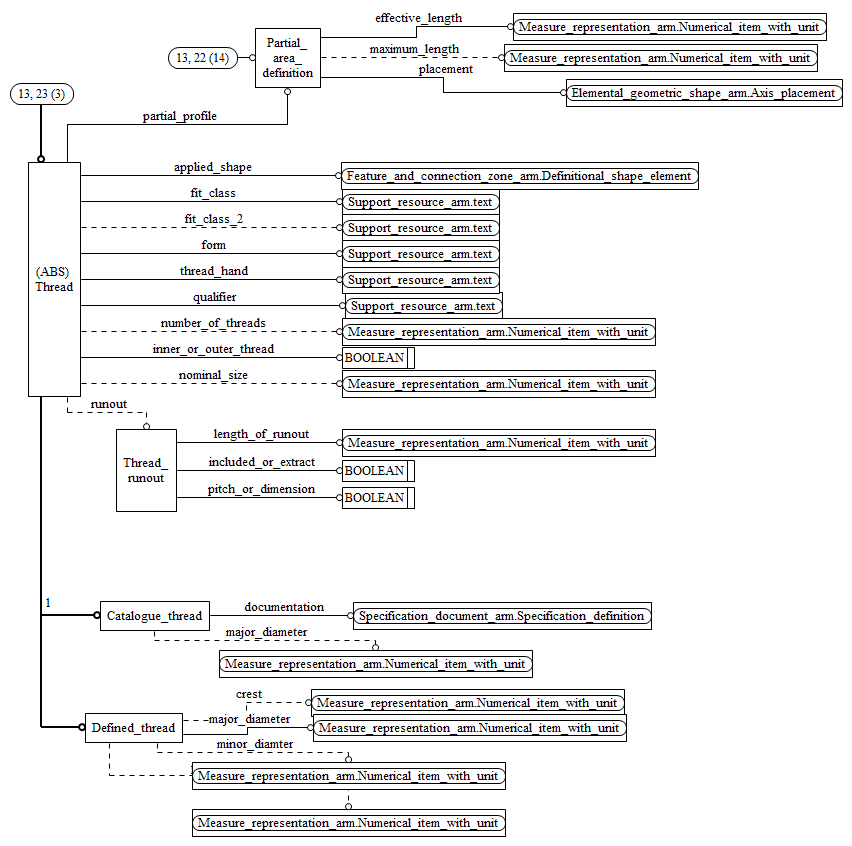 effective_length
Measure_representation_arm.Numerical_item_with_unit
13, 22 (14)
Partial_
area_
definition
maximum_length
Measure_representation_arm.Numerical_item_with_unit
placement
Elemental_geometric_shape_arm.Axis_placement
13, 23 (3)
partial_profile
(ABS)
Thread
applied_shape
Feature_and_connection_zone_arm.Definitional_shape_element
fit_class
Support_resource_arm.text
fit_class_2
Support_resource_arm.text
form
Support_resource_arm.text
thread_hand
Support_resource_arm.text
qualifier
Support_resource_arm.text
number_of_threads
Measure_representation_arm.Numerical_item_with_unit
inner_or_outer_thread
BOOLEAN
nominal_size
Measure_representation_arm.Numerical_item_with_unit
runout
Thread_
runout
length_of_runout
Measure_representation_arm.Numerical_item_with_unit
included_or_extract
BOOLEAN
pitch_or_dimension
BOOLEAN
1
Catalogue_thread
documentation
Specification_document_arm.Specification_definition
major_diameter
Measure_representation_arm.Numerical_item_with_unit
Defined_thread
crest
Measure_representation_arm.Numerical_item_with_unit
major_diameter
Measure_representation_arm.Numerical_item_with_unit
minor_diamter
Measure_representation_arm.Numerical_item_with_unit
Measure_representation_arm.Numerical_item_with_unit